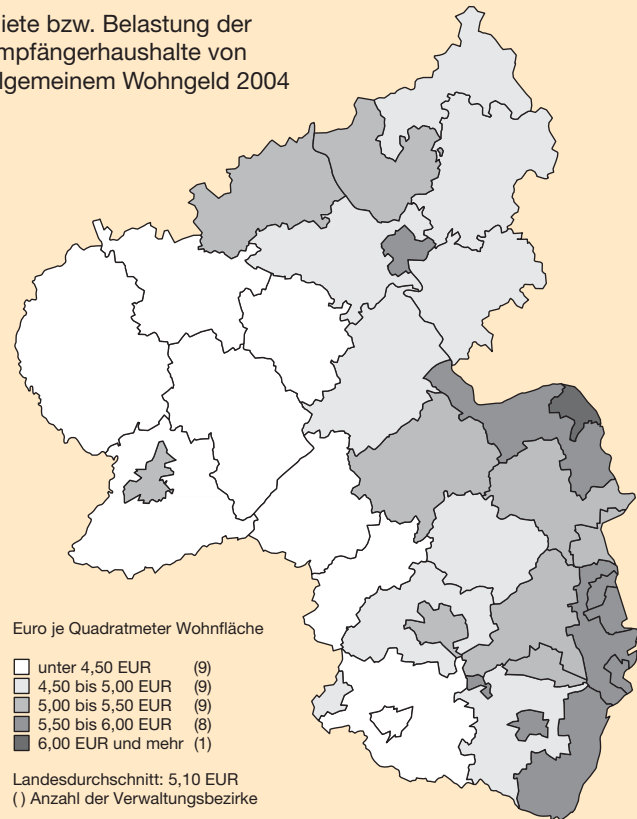 iete bzw. Belastung der
mpfängerhaushalte von
lgemeinem Wohngeld 2004
Euro je Quadratmeter Wohnfläche
unter 4,50 EUR (9)
4,50 bis 5,00 EUR (9)
5,00 bis 5,50 EUR (9)
5,50 bis 6,00 EUR (8)
6,00 EUR und mehr (1)
Landesdurchschnitt: 5,10 EUR
( ) Anzahl der Verwaltungsbezirke